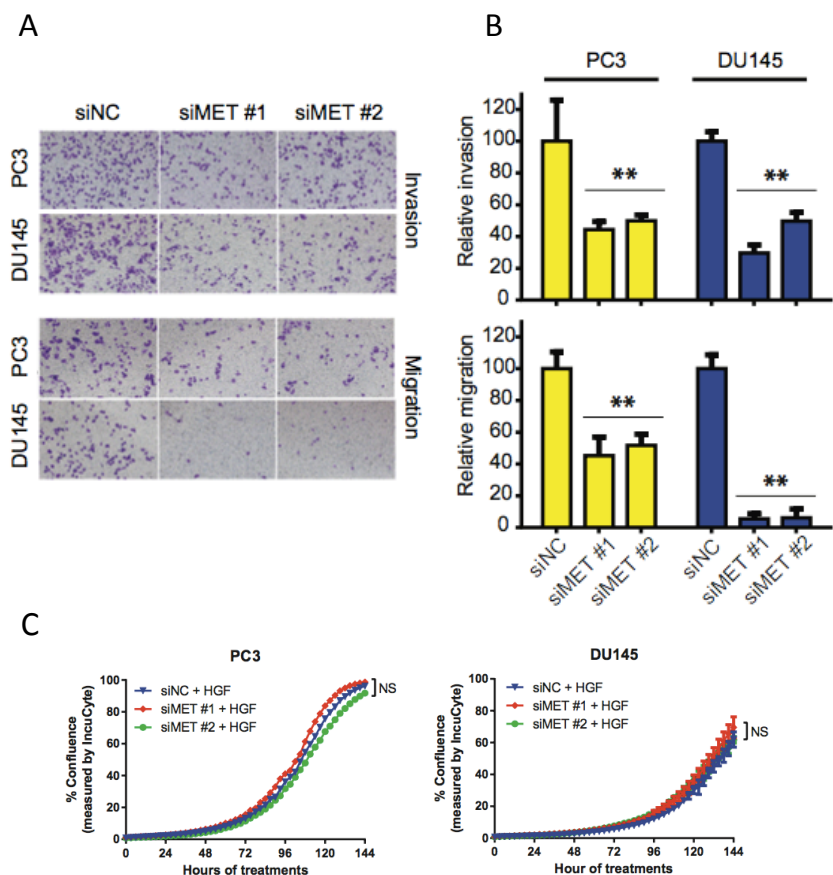 A
siNC siMET #1 siMET #2
PC3
DU145
Invasion
PC3
DU145
Migration
B
PC3 DU145
Relative invasion
120
100
80
60
40
20
0
** **
Relative migration
120
100
80
60
40
20
0
** **
siNC siMET #1 siMET #2 siNC siMET #1 siMET #2
C
PC3
% Confluence
(measured by IncuCyte)
100
80
60
40
20
0
siNC + HGF
siMET #1 + HGF
siMET #2 + HGF
NS
0 24 48 72 96 120 144
Hours of treatments
DU145
% Confluence
(measured by IncuCyte)
100
80
60
40
20
0
siNC + HGF
siMET #1 + HGF
siMET #2 + HGF
NS
0 24 48 72 96 120 144
Hours of treatments